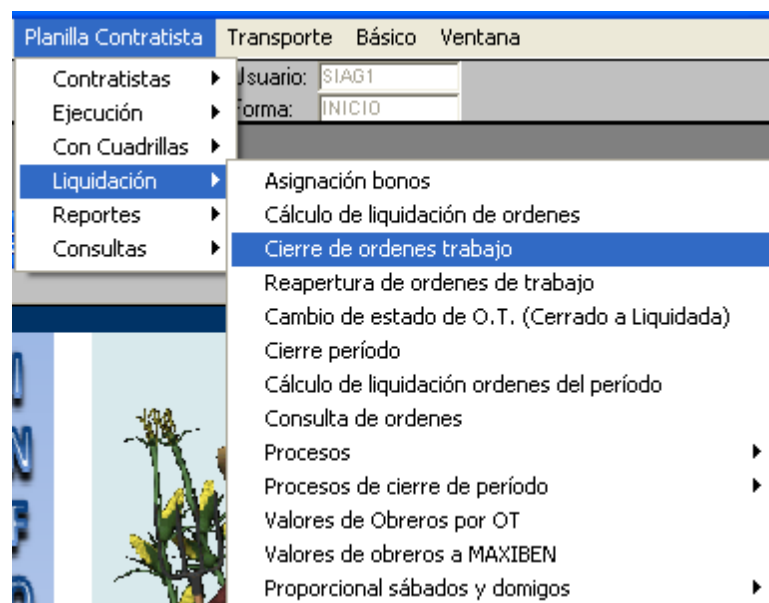 Planilla Contratista Transporte Básico Ventana
Contratistas
Usuario: SIAG1
Ejecución
Forma: INICIO
Con Cuadrillas
Liquidación
Reportes
Consultas
Asignación bonos
Cálculo de liquidación de ordenes
Cierre de ordenes trabajo
Reapertura de ordenes de trabajo
Cambio de estado de O.T. (Cerrado a Liquidada)
Cierre período
Cálculo de liquidación ordenes del período
Consulta de ordenes
Procesos
Procesos de cierre de período
Valores de Obreros por OT
Valores de obreros a MAXIBEN
Proporcional sábados y domigos